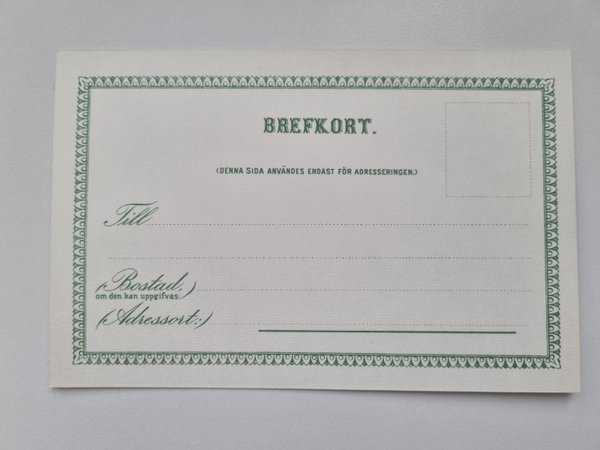 BREFKORT.
(DENNA SIDA ANVÄNDES ENDAST FÖR ADRESSERINGEN.)
Till
(Bostad,
om den kan uppgifvas:)
(Adressort:)